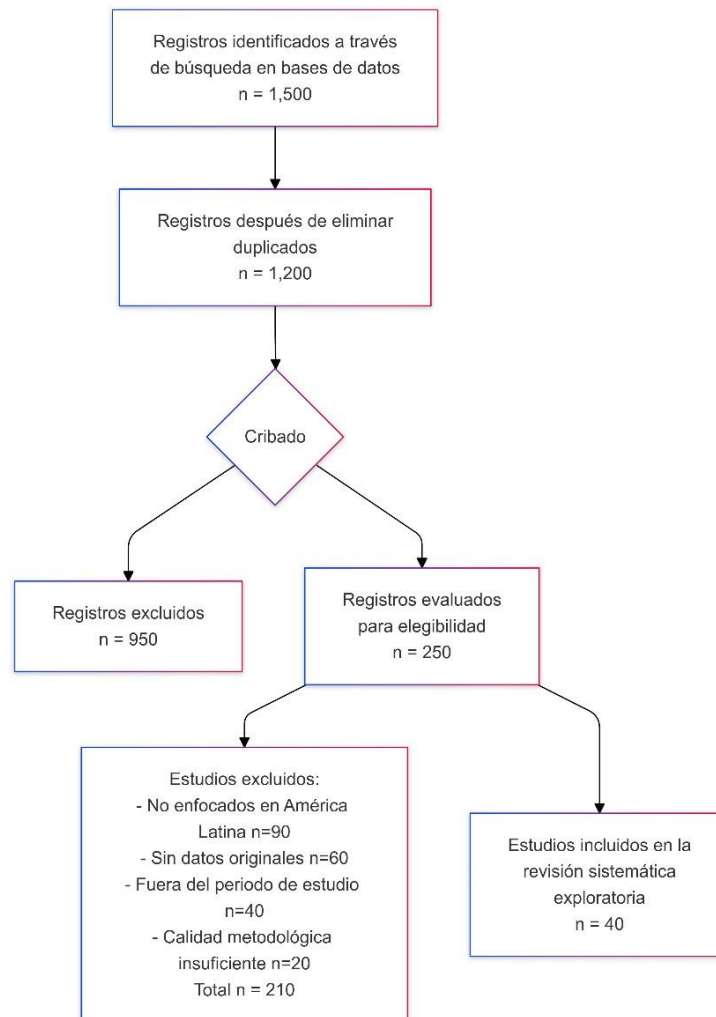 Registros identificados a través
de búsqueda en bases de datos
n = 1,500
Registros después de eliminar
duplicados
n = 1,200
Cribado
Registros excluidos
n = 950
Registros evaluados
para elegibilidad
n = 250
Estudios excluidos:
- No enfocados en América
Latina n=90
- Sin datos originales n=60
- Fuera del periodo de estudio
n=40
- Calidad metodológica
insuficiente n=20
Total n = 210
Estudios incluidos en la
revisión sistemática
exploratoria
n = 40